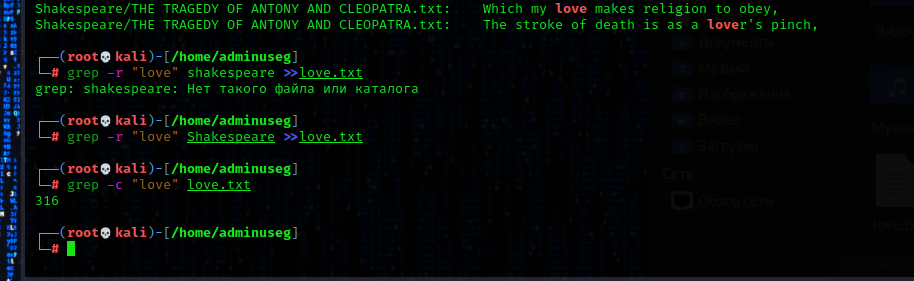 Shakespeare/THE TRAGEDY OF ANTONY AND CLEOPATRA.txt:    Which my love makes religion to obey,
Shakespeare/THE TRAGEDY OF ANTONY AND CLEOPATRA.txt:    The stroke of death is as a lover's pinch,
┌──(root💀kali)-[/home/adminuseg]
└─# grep -r "love" shakespeare >>love.txt
grep: shakespeare: Нет такого файла или каталога
┌──(root💀kali)-[/home/adminuseg]
└─# grep -r "love" Shakespeare >>love.txt
┌──(root💀kali)-[/home/adminuseg]
└─# grep -c "love" love.txt
316
┌──(root💀kali)-[/home/adminuseg]
└─#
Документы
Музыка
Изображения
Видео
Загрузки
Сеть
Обзор сети